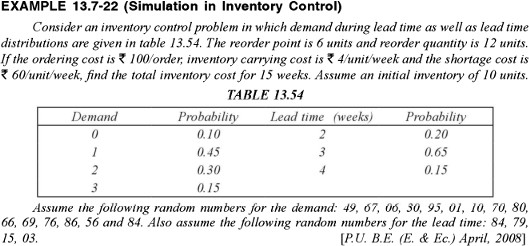 EXAMPLE 13.7-22 (Simulation in Inventory Control)
Consider an inventory control problem in which demand during lead time as well as lead time
distributions are given in table 13.54. The reorder point is 6 units and reorder quantity is 12 units.
If the ordering cost is ₹ 100/order, inventory carrying cost is ₹ 4/unit/week and the shortage cost is
₹ 60/unit/week, find the total inventory cost for 15 weeks. Assume an initial inventory of 10 units.
TABLE 13.54
Demand Probability Lead time (weeks) Probability
0 0.10 2 0.20
1 0.45 3 0.65
2 0.30 4 0.15
3 0.15
Assume the following random numbers for the demand: 49, 67, 06, 30, 95, 01, 10, 70, 80,
66, 69, 76, 86, 56 and 84. Also assume the following random numbers for the lead time: 84, 79,
15, 03. [P.U. B.E. (E. & Ec.) April, 2008]